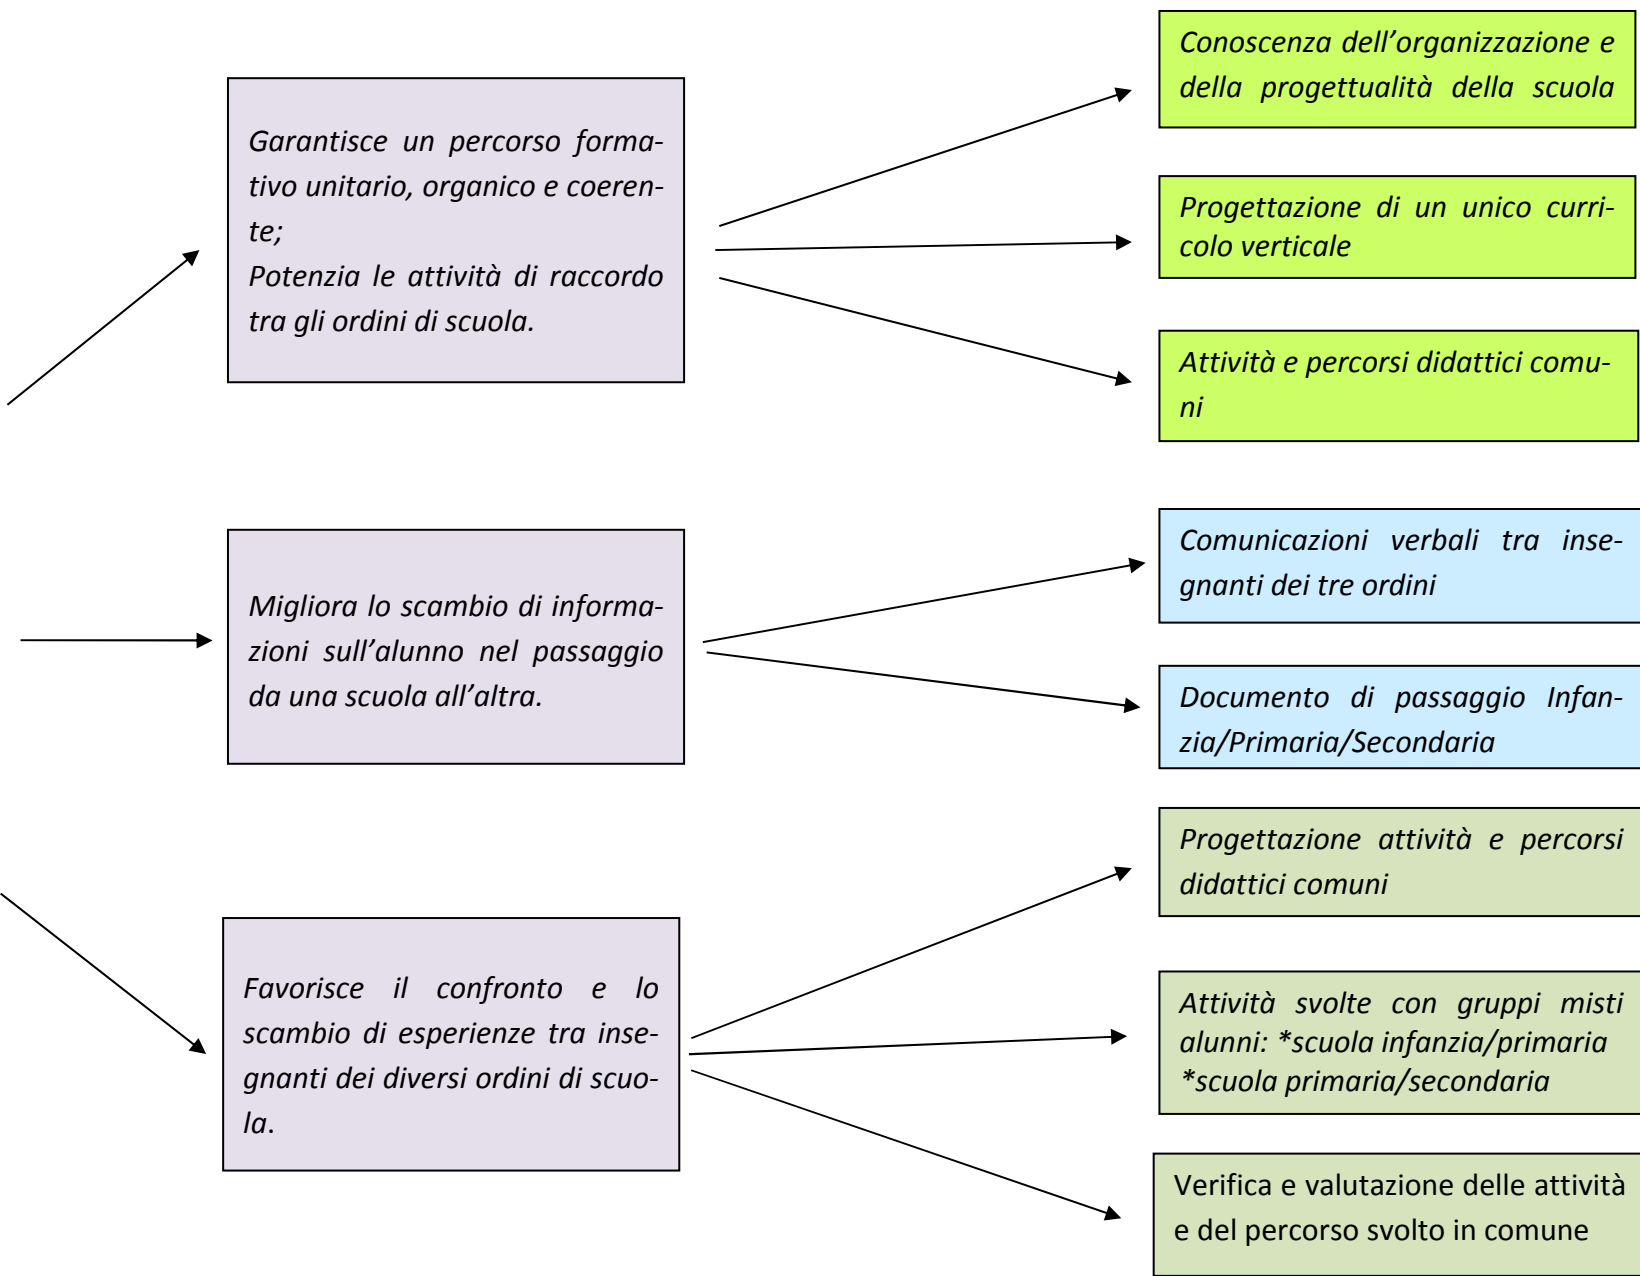 Conoscenza dell’organizzazione e
della progettualità della scuola
Garantisce un percorso forma-
tivo unitario, organico e coeren-
te;
Potenzia le attività di raccordo
tra gli ordini di scuola.
Progettazione di un unico curri-
colo verticale
Attività e percorsi didattici comu-
ni
Migliora lo scambio di informa-
zioni sull’alunno nel passaggio
da una scuola all’altra.
Comunicazioni verbali tra inse-
gnanti dei tre ordini
Documento di passaggio Infan-
zia/Primaria/Secondaria
Favorisce il confronto e lo
scambio di esperienze tra inse-
gnanti dei diversi ordini di scuo-
la.
Progettazione attività e percorsi
didattici comuni
Attività svolte con gruppi misti
alunni: *scuola infanzia/primaria
*scuola primaria/secondaria
Verifica e valutazione delle attività
e del percorso svolto in comune